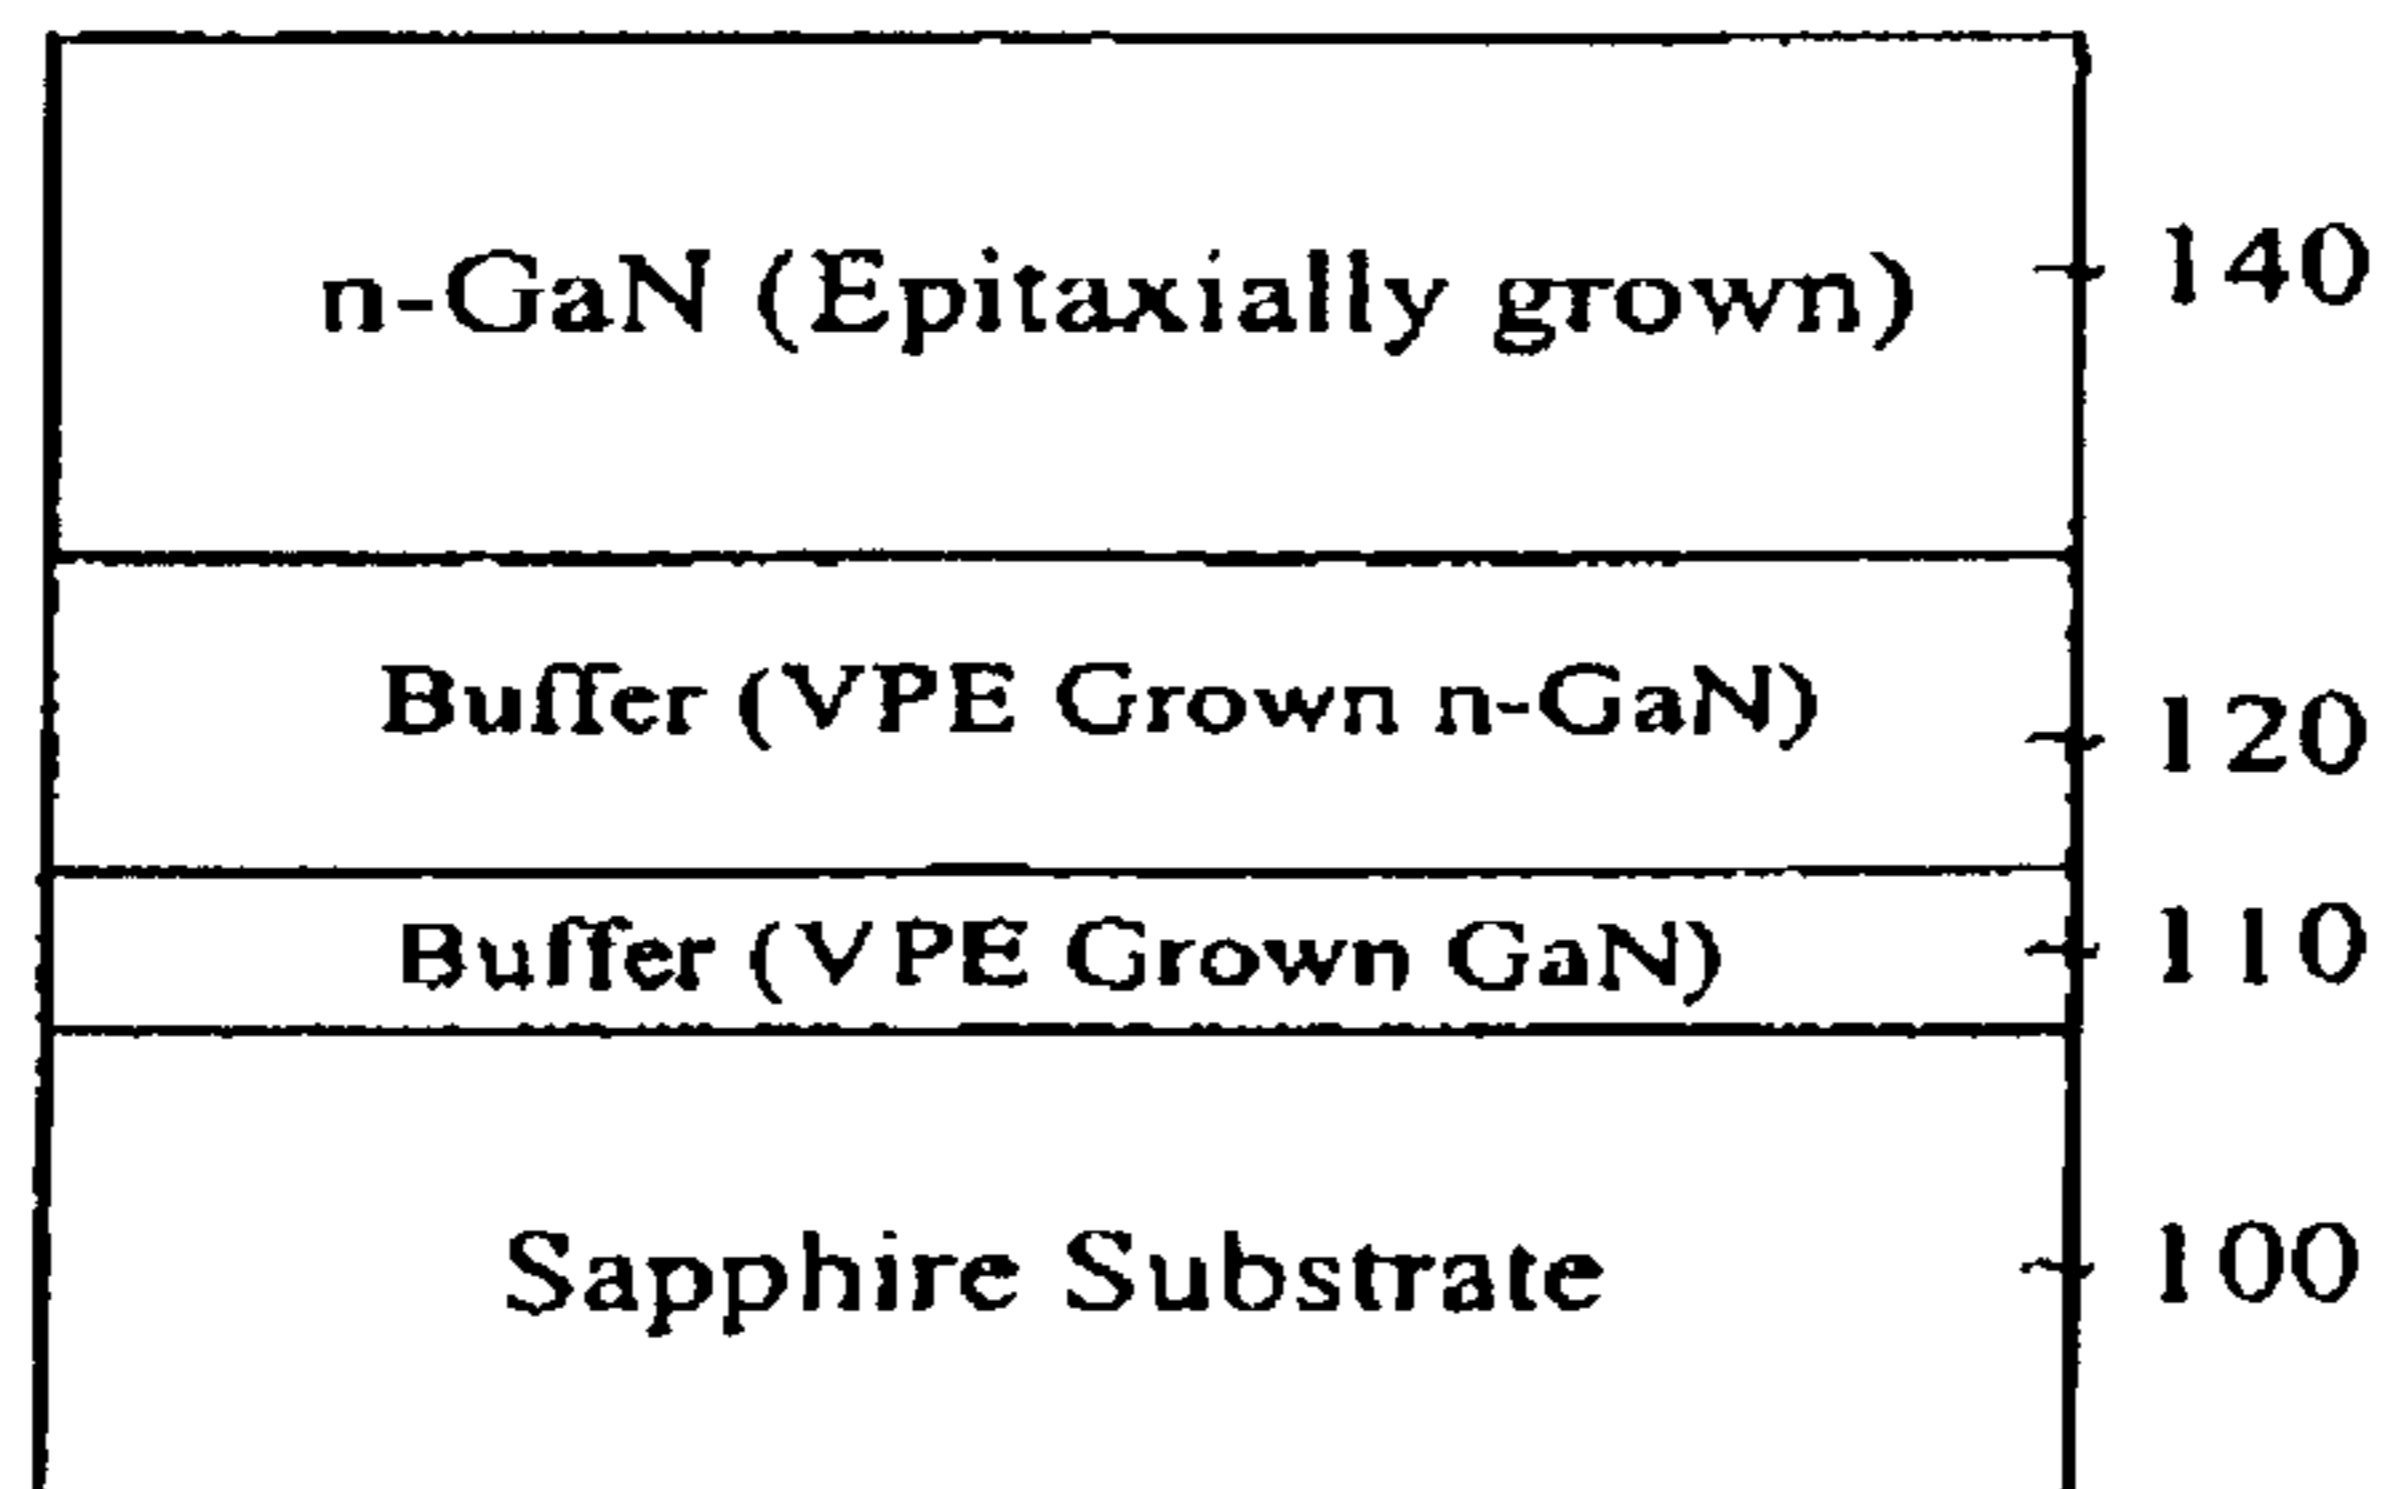 n-GaN (Epitaxially grown) 140
Buffer (VPE Grown n-GaN) 120
Buffer (VPE Grown GaN) 110
Sapphire Substrate 100